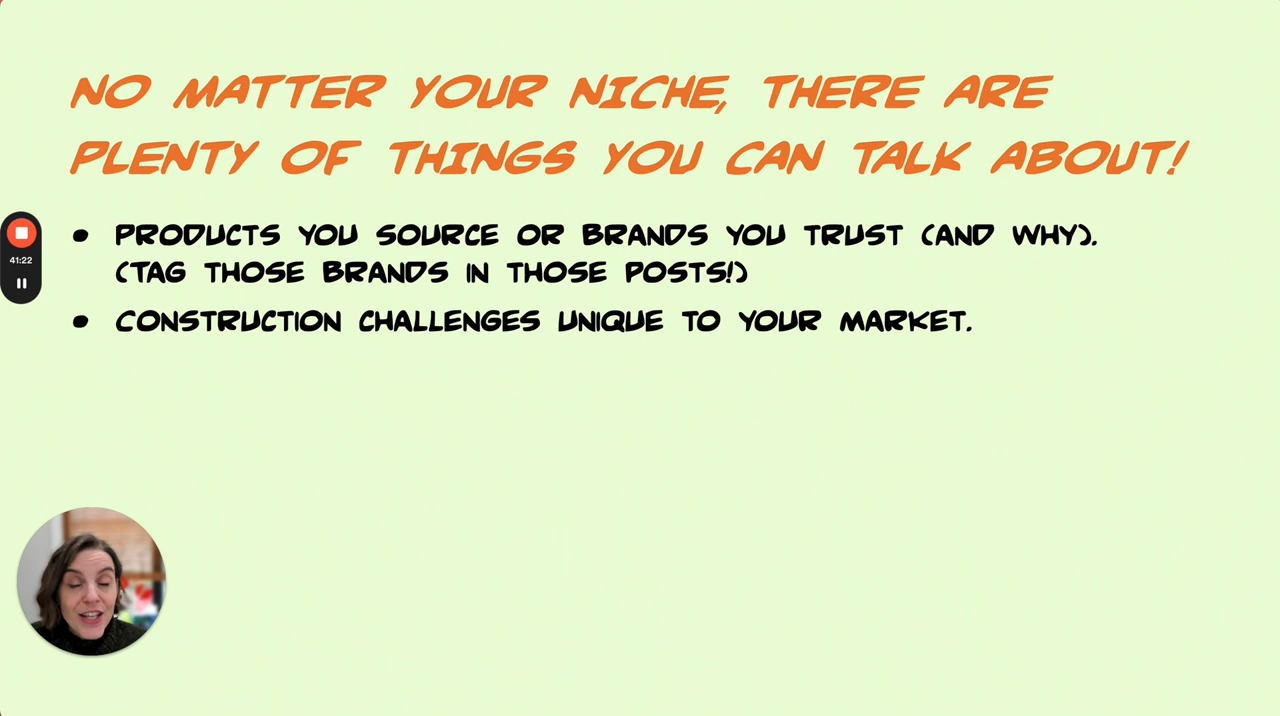 NO MATTER YOUR NICHE, THERE ARE
PLENTY OF THINGS YOU CAN TALK ABOUT!
• PRODUCTS YOU SOURCE OR BRANDS YOU TRUST (AND WHY).
(TAG THOSE BRANDS IN THOSE POSTS!)
41:22
• CONSTRUCTION CHALLENGES UNIQUE TO YOUR MARKET.